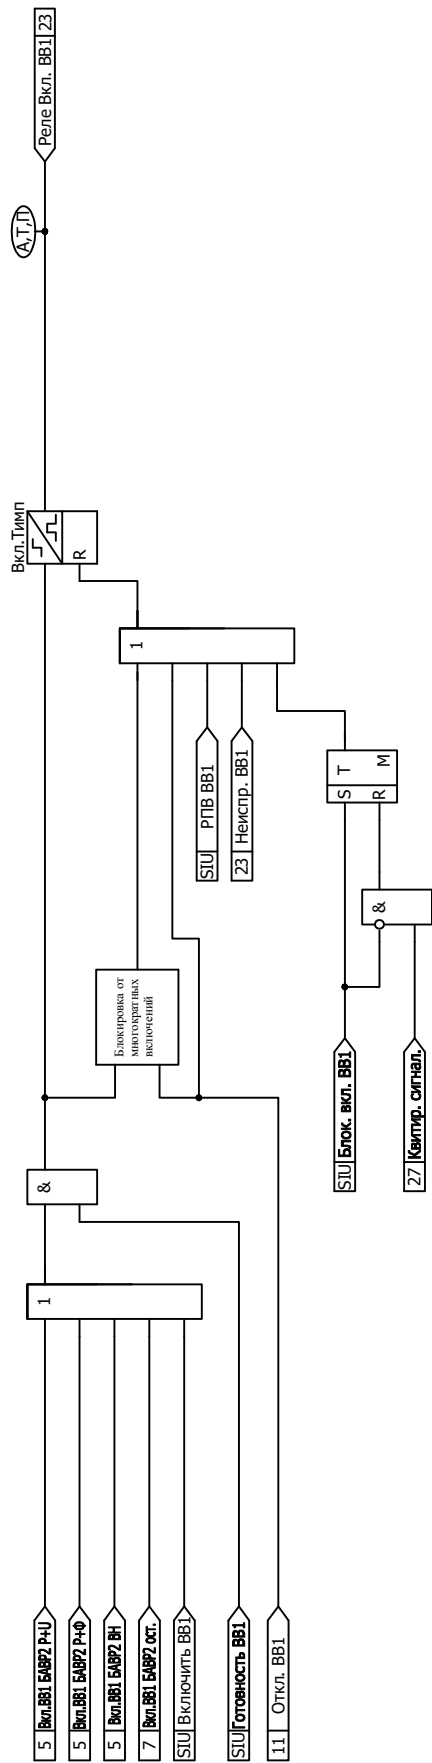 5 Вкл.ВВ1 БАВР2 P+U
5 Вкл.ВВ1 БАВР2 P+Ф
5 Вкл.ВВ1 БАВР2 ВН
7 Вкл.ВВ1 БАВР2 ост.
SIU Включить ВВ1
SIU Готовность ВВ1
11 Откл. ВВ1
1
&
Блокировка от
многократных
включений
SIU Блок. вкл. ВВ1
27 Квитир. сигнал.
&
S T
R M
SIU РПВ ВВ1
23 Неиспр. ВВ1
1
Вкл.Тимп
R
А,Т,П
Реле Вкл. ВВ1 23